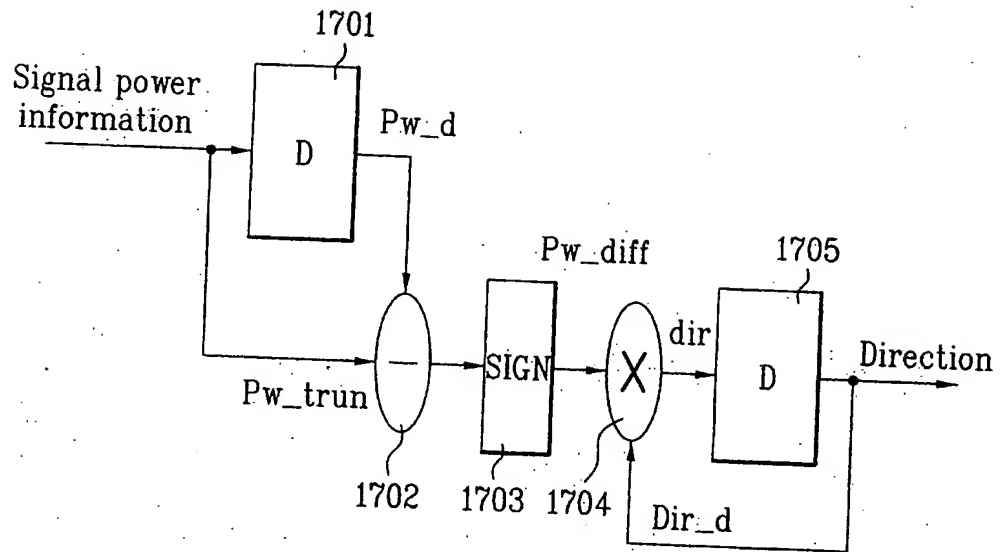 1701
Signal power
information
D
Pw_d
Pw_diff
1705
dir
D
Direction
SIGN
X
−
Pw_trun
1702
1703
1704
Dir_d